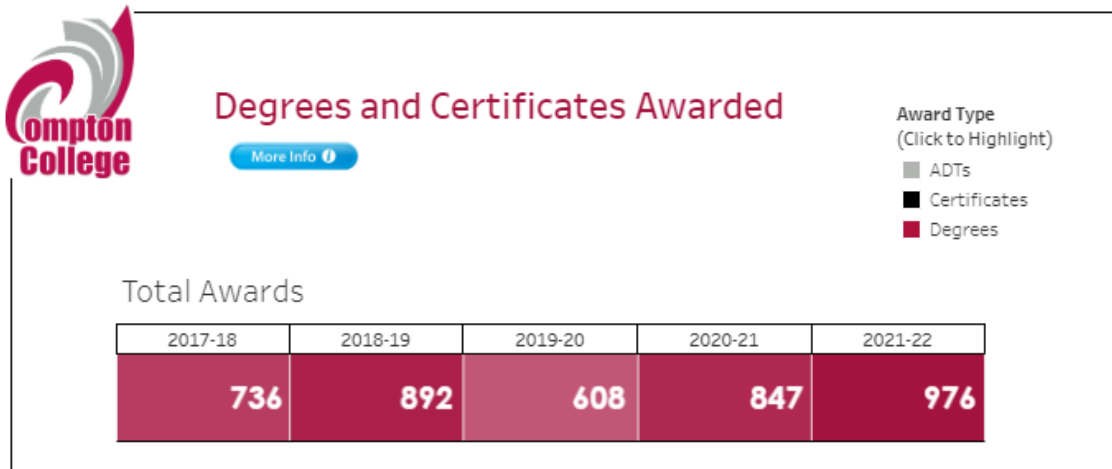 Compton
College
Degrees and Certificates Awarded
More Info i
Award Type
(Click to Highlight)
ADTs
Certificates
Degrees
Total Awards
2017-18 2018-19 2019-20 2020-21 2021-22
736 892 608 847 976